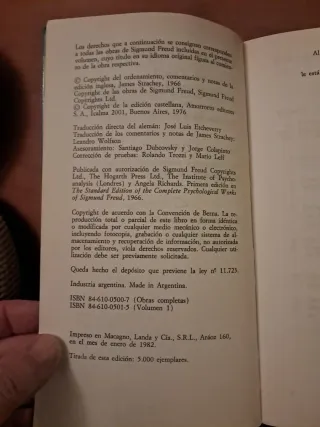 Los derechos que a continuación se consignan corresponden
a todas las obras de Sigmund Freud incluidas en el presente
volumen, cuyo título en su idioma original figura al comien-
zo de la obra respectiva.
© Copyright del ordenamiento, comentarios y notas de la
edición inglesa, James Strachey, 1966
Copyright de las obras de Sigmund Freud, Sigmund Freud
Copyrights Ltd.
© Copyright de la edición castellana, Amorrortu editores
S. A., Icalma 2001, Buenos Aires, 1976
Traducción directa del alemán: José Luis Etcheverry
Traducción de los comentarios y notas de James Strachey:
Leandro Wolfson
Asesoramiento: Santiago Dubcovsky y Jorge Colapinto
Corrección de pruebas: Rolando Trozzi y Mario Leff
Publicada con autorización de Sigmund Freud Copyrights
Ltd., The Hogarth Press Ltd., The Institute of Psycho-
analysis (Londres) y Angela Richards. Primera edición en
The Standard Edition of the Complete Psychological Works
of Sigmund Freud, 1966.
Copyright de acuerdo con la Convención de Berna. La re-
producción total o parcial de este libro en forma idéntica
o modificada por cualquier medio mecánico o electrónico,
incluyendo fotocopia, grabación o cualquier sistema de al-
macenamiento y recuperación de información, no autorizada
por los editores, viola derechos reservados. Cualquier uti-
lización debe ser previamente solicitada.
Queda hecho el depósito que previene la ley nº 11.723.
Industria argentina. Made in Argentina.
ISBN 84-610-0500-7 (Obras completas)
ISBN 84-610-0501-5 (Volumen I)
Impreso en Macagno, Landa y Cía., S.R.L., Aráoz 160,
en el mes de enero de 1982.
Tirada de esta edición: 5.000 ejemplares.
Al